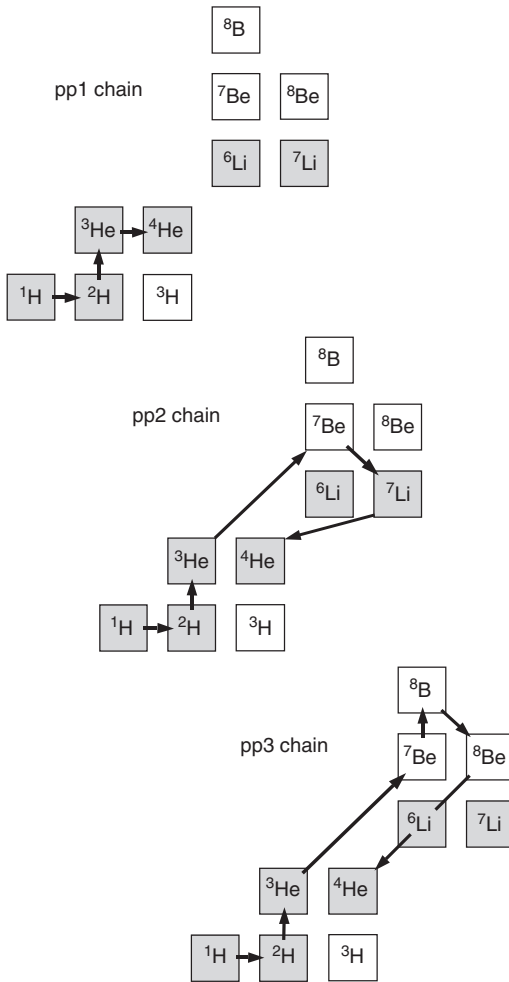 ⁸B
pp1 chain
⁷Be ⁸Be
⁶Li ⁷Li
³He ⁴He
¹H ²H ³H
⁸B
pp2 chain
⁷Be ⁸Be
⁶Li ⁷Li
³He ⁴He
¹H ²H ³H
⁸B
pp3 chain
⁷Be ⁸Be
⁶Li ⁷Li
³He ⁴He
¹H ²H ³H